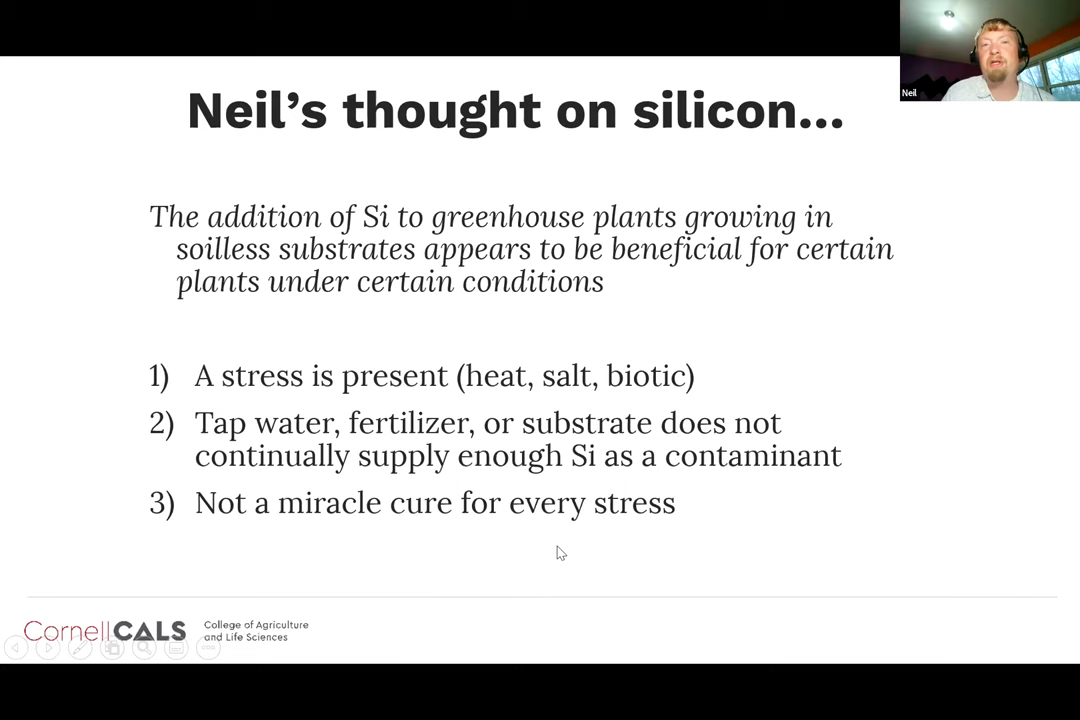 Neil
Neil’s thought on silicon…
The addition of Si to greenhouse plants growing in
soilless substrates appears to be beneficial for certain
plants under certain conditions
1) A stress is present (heat, salt, biotic)
2) Tap water, fertilizer, or substrate does not
continually supply enough Si as a contaminant
3) Not a miracle cure for every stress
CornellCALS
College of Agriculture
and Life Sciences